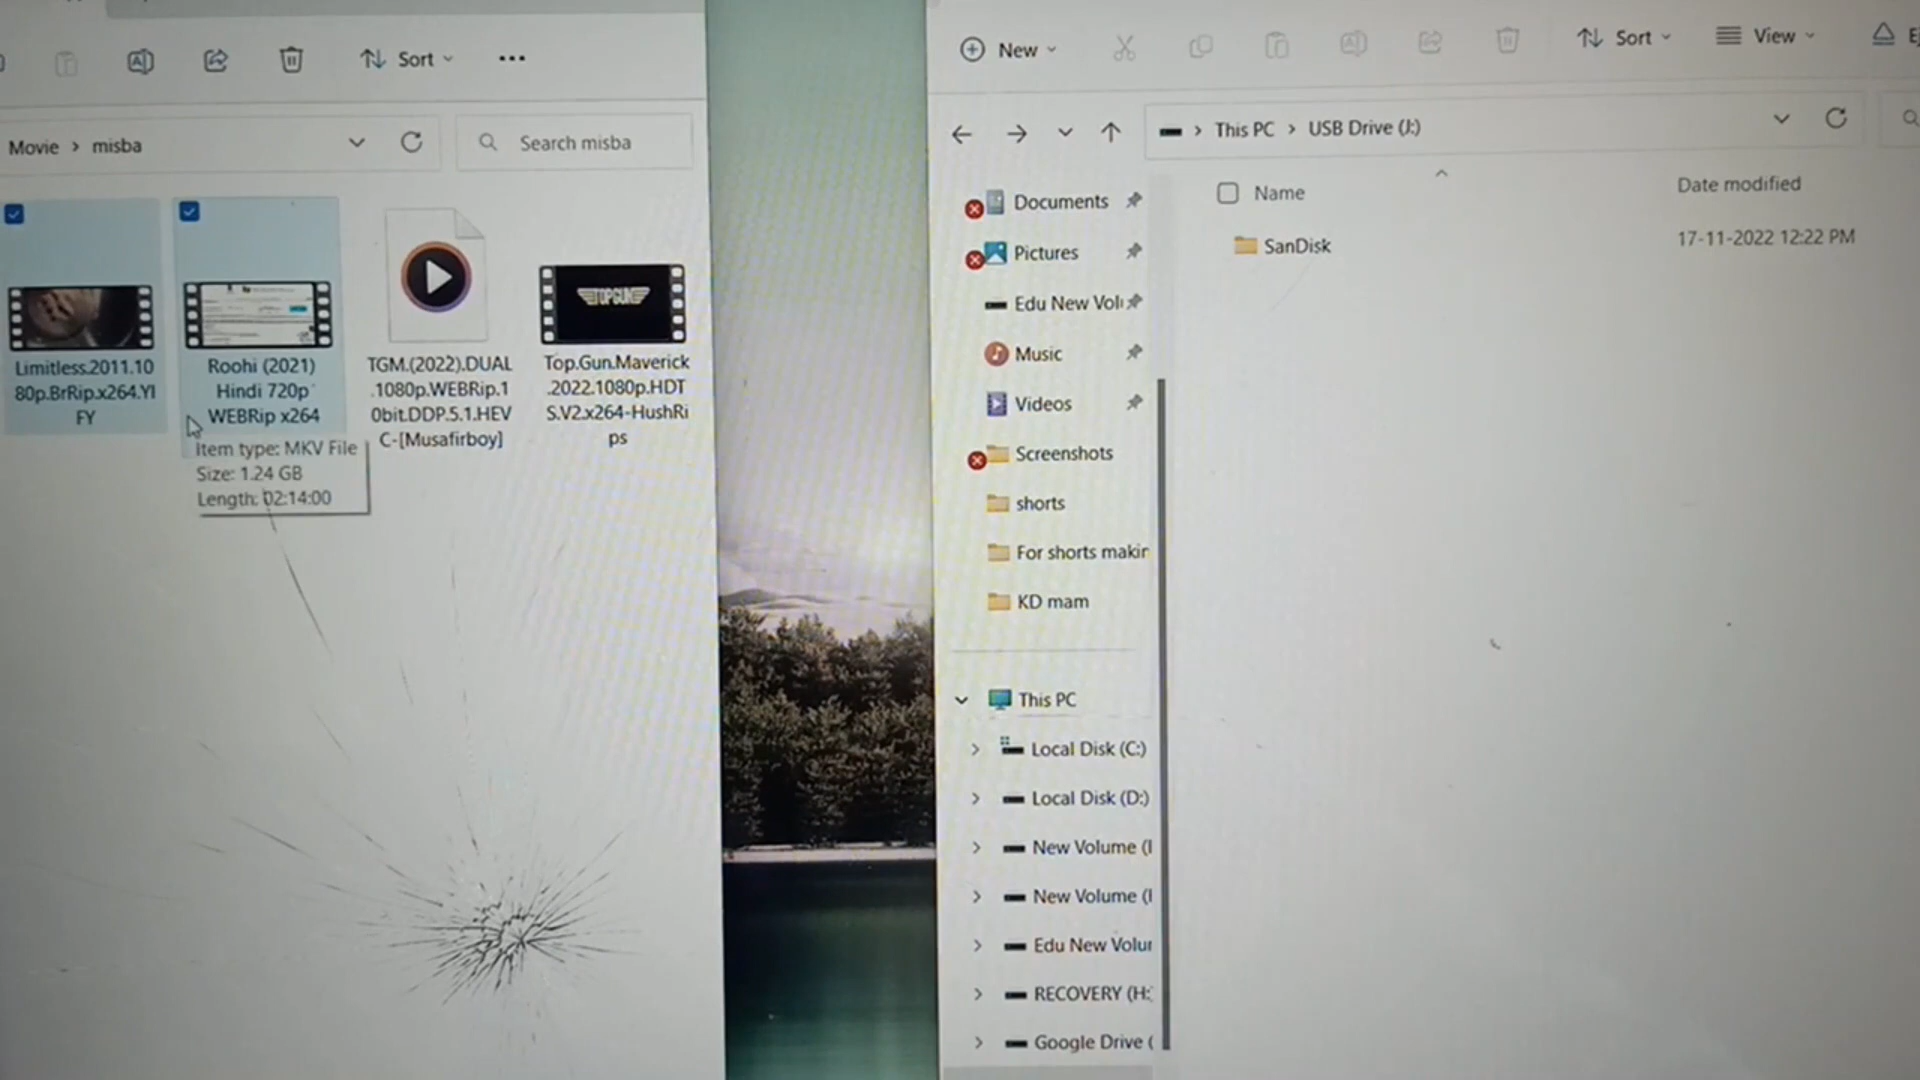 Sort
Movie > misba
Search misba
Limitless.2011.10
80p.BrRip.x264.YI
FY
Roohi (2021)
Hindi 720p
WEBRip x264
TGM.(2022).DUAL
.1080p.WEBRip.1
0bit.DDP.5.1.HEV
C-[Musafirboy]
TOPGUN
Top.Gun.Maverick
.2022.1080p.HDT
S.V2.x264-HushRi
ps
Item type: MKV File
Size: 1.24 GB
Length: 02:14:00
New
Sort
View
This PC > USB Drive (J:)
Name
Date modified
SanDisk
17-11-2022 12:22 PM
Documents
Pictures
Edu New Vol
Music
Videos
Screenshots
shorts
For shorts makin
KD mam
This PC
Local Disk (C:)
Local Disk (D:)
New Volume (
New Volume (
Edu New Volu
RECOVERY (H:
Google Drive (